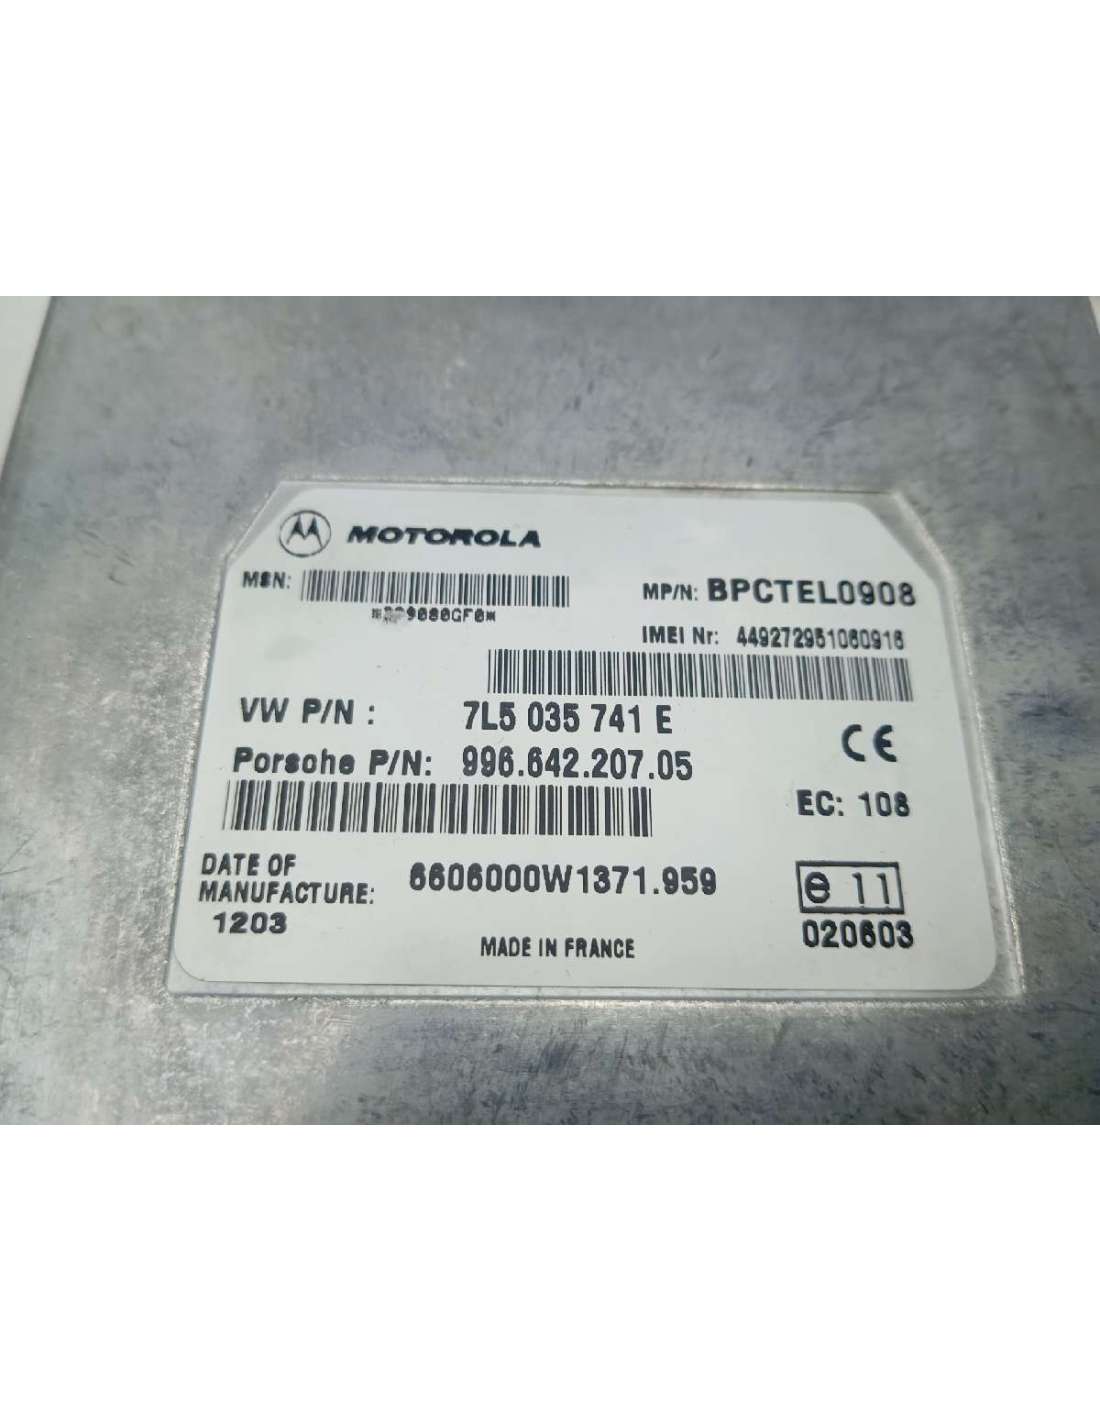 MOTOROLA
MSN:
MP/N: BPCTEL0908
IMEI Nr: 449272951060916
VW P/N : 7L5 035 741 E
Porsche P/N: 996.642.207.05
CE
EC: 108
DATE OF
MANUFACTURE:
1203
6606000W1371.959
e 11
020603
MADE IN FRANCE